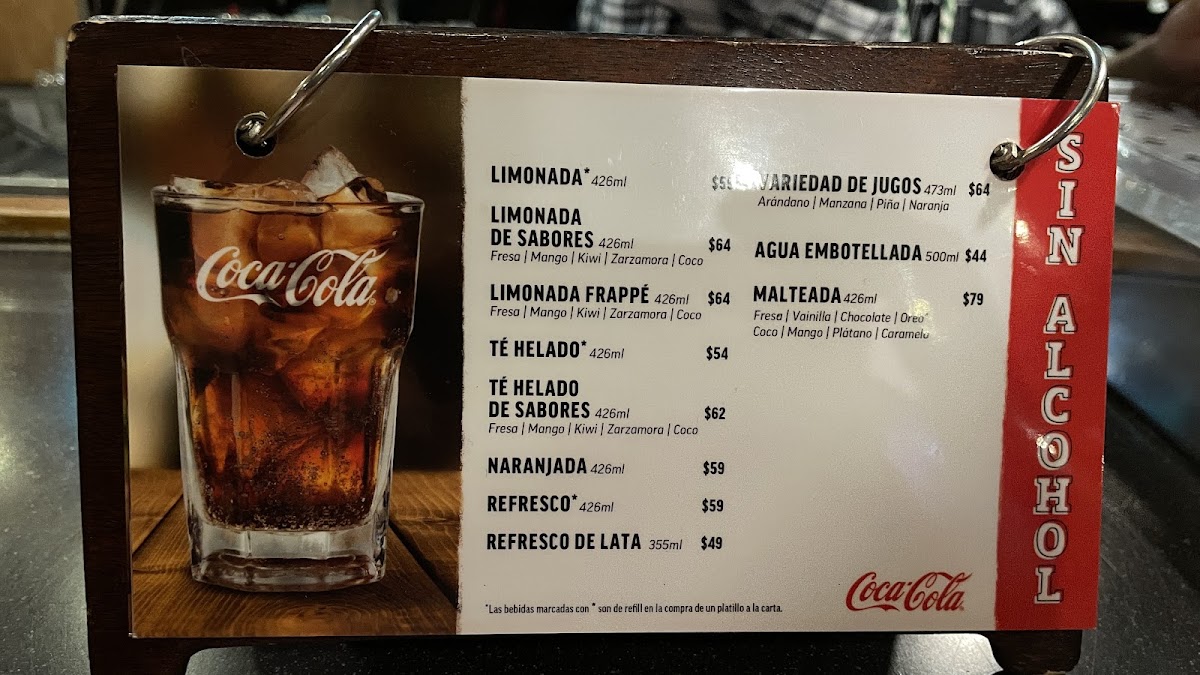 Coca-Cola
LIMONADA* 426ml
LIMONADA
DE SABORES 426ml $64
Fresa | Mango | Kiwi | Zarzamora | Coco
LIMONADA FRAPPÉ 426ml $64
Fresa | Mango | Kiwi | Zarzamora | Coco
TÉ HELADO* 426ml $54
TÉ HELADO
DE SABORES 426ml $62
Fresa | Mango | Kiwi | Zarzamora | Coco
NARANJADA 426ml $59
REFRESCO* 426ml $59
REFRESCO DE LATA 355ml $49
*Las bebidas marcadas con * son de refill en la compra de un platillo a la carta.
VARIEDAD DE JUGOS 473ml $64
Arándano | Manzana | Piña | Naranja
AGUA EMBOTELLADA 500ml $44
MALTEADA 426ml $79
Fresa | Vainilla | Chocolate | Oreo*
Coco | Mango | Plátano | Caramelo
Coca-Cola
SIN ALCOHOL